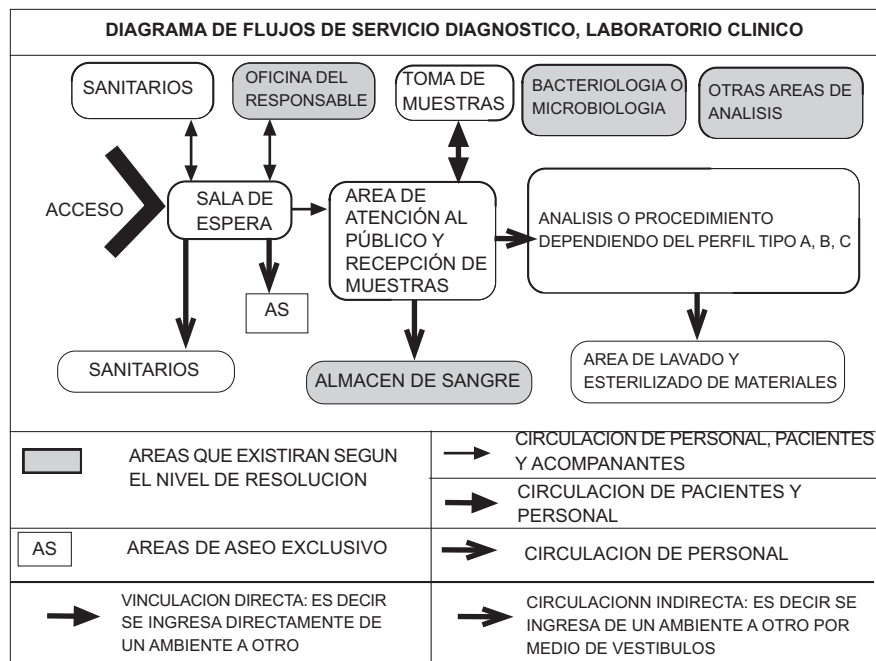 DIAGRAMA DE FLUJOS DE SERVICIO DIAGNOSTICO, LABORATORIO CLINICO
SANITARIOS
OFICINA DEL
RESPONSABLE
TOMA DE
MUESTRAS
BACTERIOLOGIA O
MICROBIOLOGIA
OTRAS AREAS DE
ANALISIS
ACCESO
SALA DE
ESPERA
AREA DE
ATENCIÓN AL
PÚBLICO Y
RECEPCIÓN DE
MUESTRAS
ANALISIS O PROCEDIMIENTO
DEPENDIENDO DEL PERFIL TIPO A, B, C
AS
SANITARIOS
ALMACEN DE SANGRE
AREA DE LAVADO Y
ESTERILIZADO DE MATERIALES
AREAS QUE EXISTIRAN SEGUN
EL NIVEL DE RESOLUCION
CIRCULACION DE PERSONAL, PACIENTES
Y ACOMPANANTES
CIRCULACION DE PACIENTES Y
PERSONAL
AS
AREAS DE ASEO EXCLUSIVO
CIRCULACION DE PERSONAL
VINCULACION DIRECTA: ES DECIR
SE INGRESA DIRECTAMENTE DE
UN AMBIENTE A OTRO
CIRCULACIONN INDIRECTA: ES DECIR SE
INGRESA DE UN AMBIENTE A OTRO POR
MEDIO DE VESTIBULOS